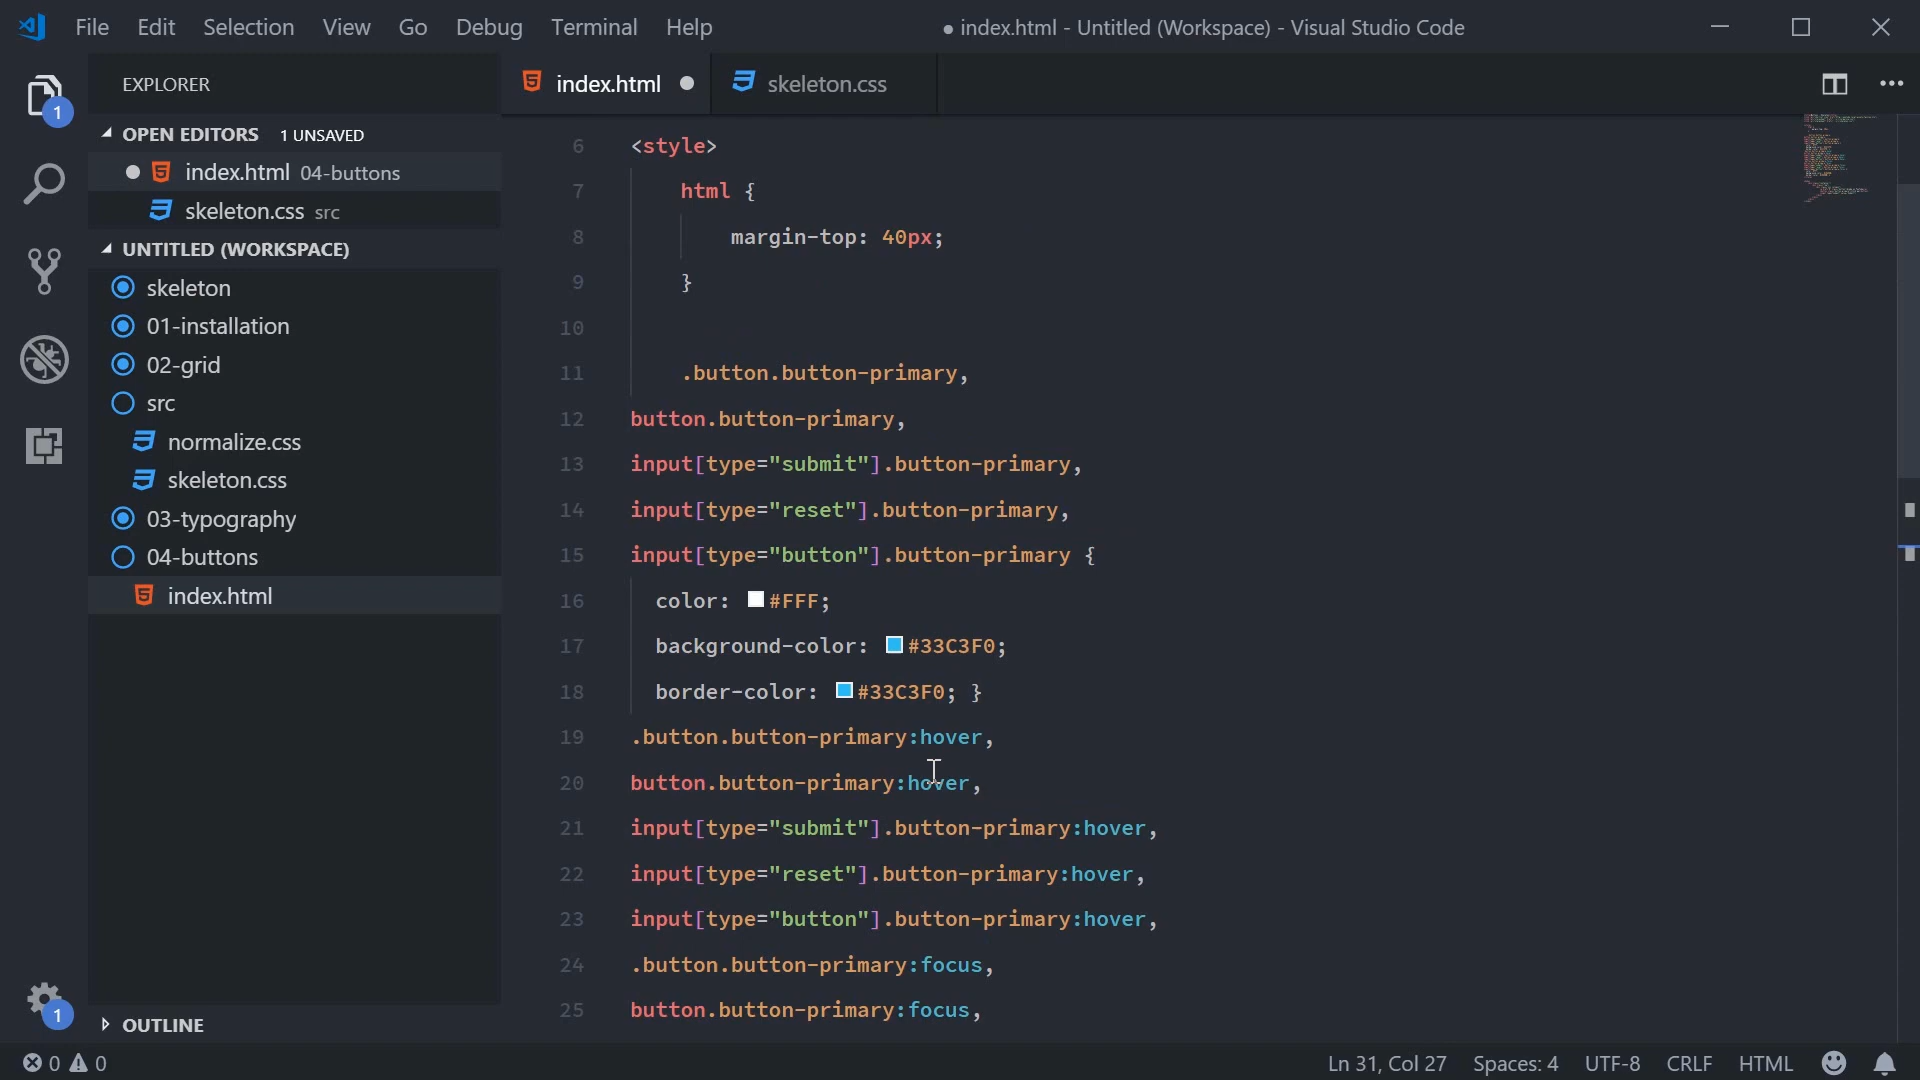 File Edit Selection View Go Debug Terminal Help
● index.html - Untitled (Workspace) - Visual Studio Code
EXPLORER
1
OPEN EDITORS 1 UNSAVED
index.html 04-buttons
skeleton.css src
UNTITLED (WORKSPACE)
skeleton
01-installation
02-grid
src
normalize.css
skeleton.css
03-typography
04-buttons
index.html
OUTLINE
1
index.html
skeleton.css
6 <style>
7 html {
8 margin-top: 40px;
9 }
10
11 .button.button-primary,
12 button.button-primary,
13 input[type="submit"].button-primary,
14 input[type="reset"].button-primary,
15 input[type="button"].button-primary {
16 color: #FFF;
17 background-color: #33C3F0;
18 border-color: #33C3F0; }
19 .button.button-primary:hover,
20 button.button-primary:hover,
21 input[type="submit"].button-primary:hover,
22 input[type="reset"].button-primary:hover,
23 input[type="button"].button-primary:hover,
24 .button.button-primary:focus,
25 button.button-primary:focus,
0 0
Ln 31, Col 27 Spaces: 4 UTF-8 CRLF HTML